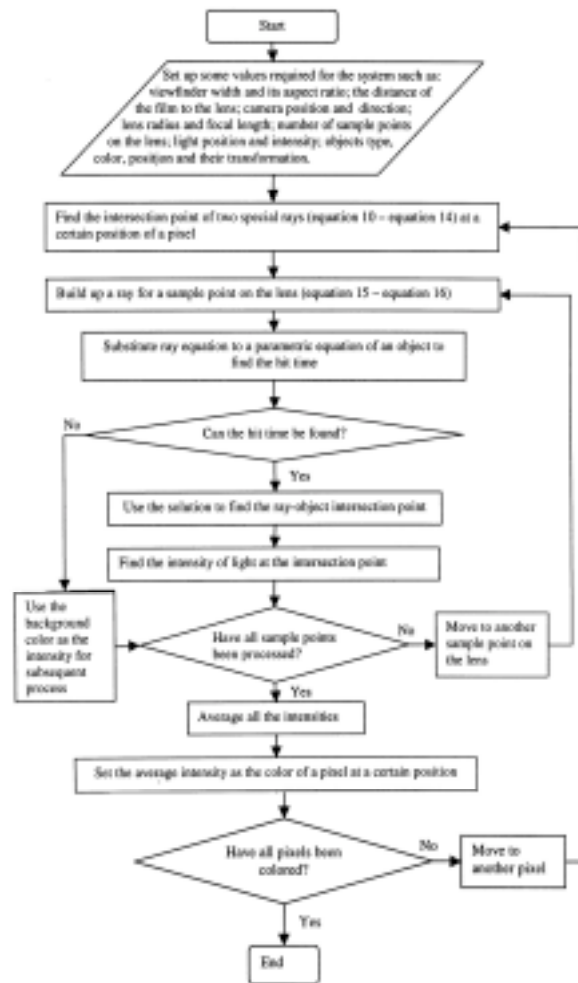 Start
Set up some values required for the system such as:
viewfinder width and its aspect ratio; the distance of
the film to the lens; camera position and direction;
lens radius and focal length; number of sample points
on the lens; light position and intensity; objects type,
color, position and their transformation.
Find the intersection point of two special rays (equation 10 – equation 14) at a
certain position of a pixel
Build up a ray for a sample point on the lens (equation 15 – equation 16)
Substitute ray equation to a parametric equation of an object to
find the hit time
No
Can the hit time be found?
Yes
Use the solution to find the ray-object intersection point
Find the intensity of light at the intersection point
Use the
background
color as the
intensity for
subsequent
process
Have all sample points
been processed?
No
Move to another
sample point on
the lens
Yes
Average all the intensities
Set the average intensity as the color of a pixel at a certain position
Have all pixels been
colored?
No
Move to
another pixel
Yes
End